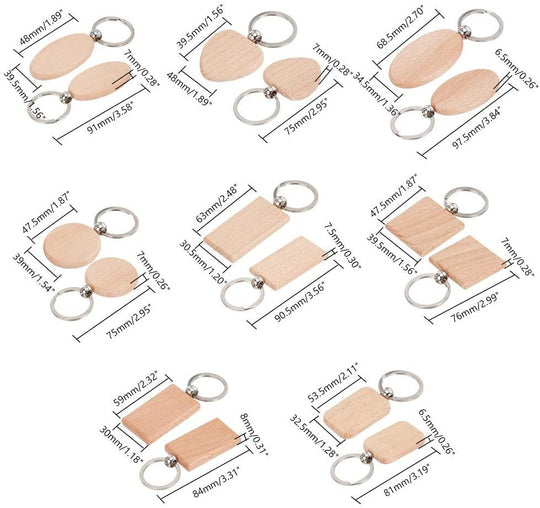 48mm/1.89"
39.5mm/1.56"
7mm/0.28"
91mm/3.58"
39.5mm/1.56"
48mm/1.89"
7mm/0.28"
75mm/2.95"
68.5mm/2.70"
34.5mm/1.36"
6.5mm/0.26"
97.5mm/3.84"
47.5mm/1.87"
39mm/1.54"
7mm/0.26"
75mm/2.95"
63mm/2.48"
30.5mm/1.20"
7.5mm/0.30"
90.5mm/3.56"
47.5mm/1.87"
39.5mm/1.56"
7mm/0.28"
76mm/2.99"
59mm/2.32"
30mm/1.18"
8mm/0.31"
84mm/3.31"
53.5mm/2.11"
32.5mm/1.28"
6.5mm/0.26"
81mm/3.19"